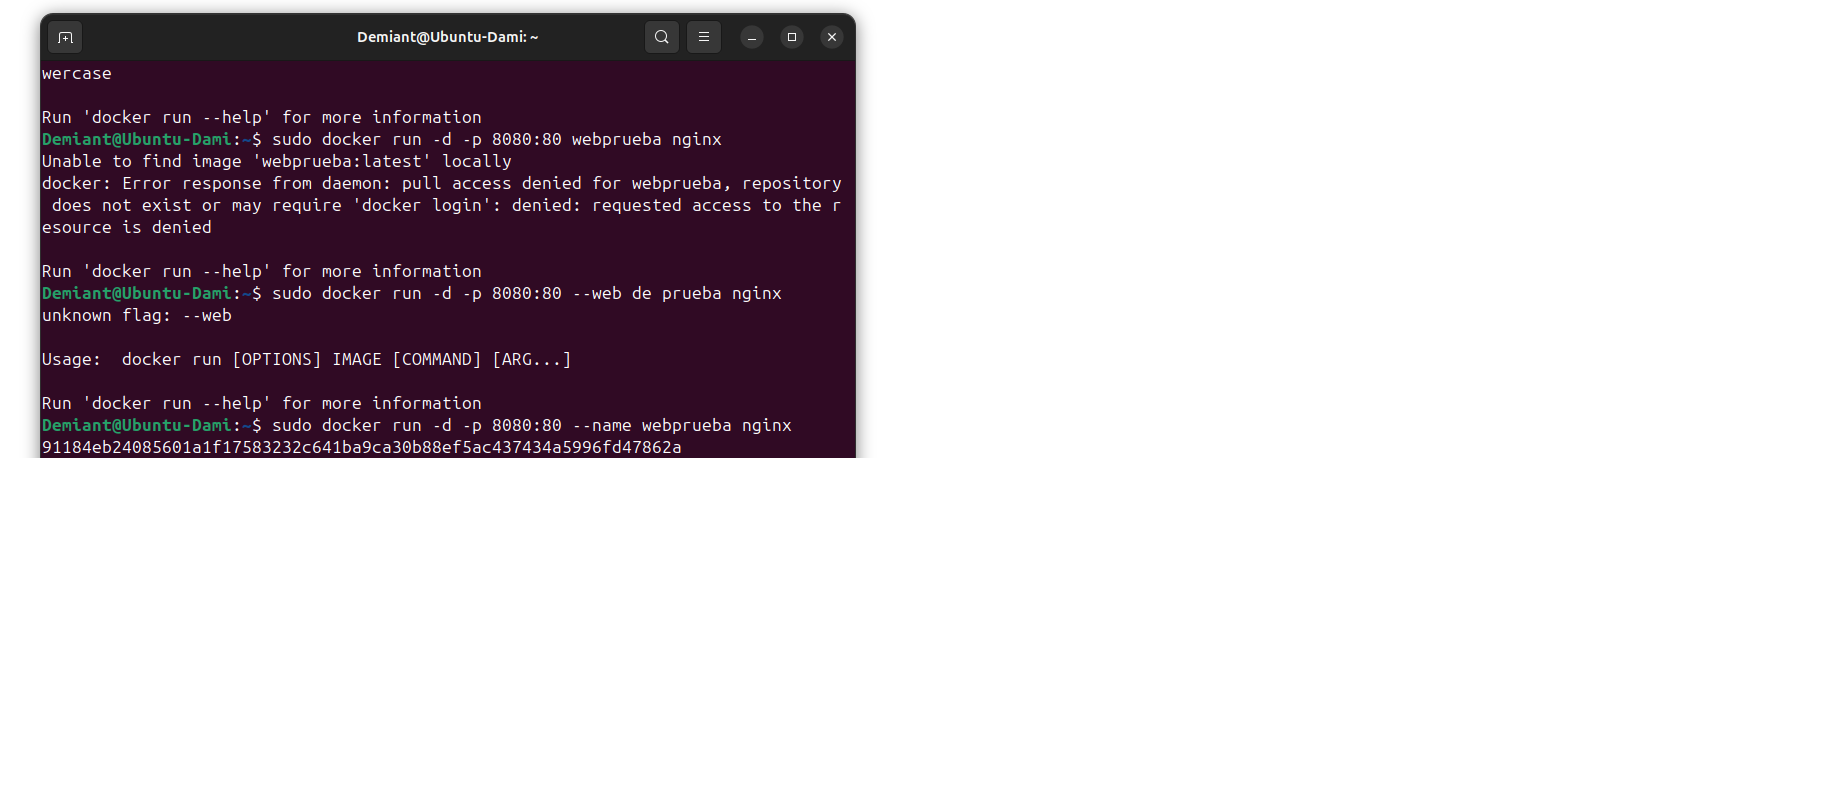 Demiant@Ubuntu-Dami: ~
wercase
Run 'docker run --help' for more information
Demiant@Ubuntu-Dami:~$ sudo docker run -d -p 8080:80 webprueba nginx
Unable to find image 'webprueba:latest' locally
docker: Error response from daemon: pull access denied for webprueba, repository
 does not exist or may require 'docker login': denied: requested access to the r
esource is denied
Run 'docker run --help' for more information
Demiant@Ubuntu-Dami:~$ sudo docker run -d -p 8080:80 --web de prueba nginx
unknown flag: --web
Usage:  docker run [OPTIONS] IMAGE [COMMAND] [ARG...]
Run 'docker run --help' for more information
Demiant@Ubuntu-Dami:~$ sudo docker run -d -p 8080:80 --name webprueba nginx
91184eb24085601a1f17583232c641ba9ca30b88ef5ac437434a5996fd47862a